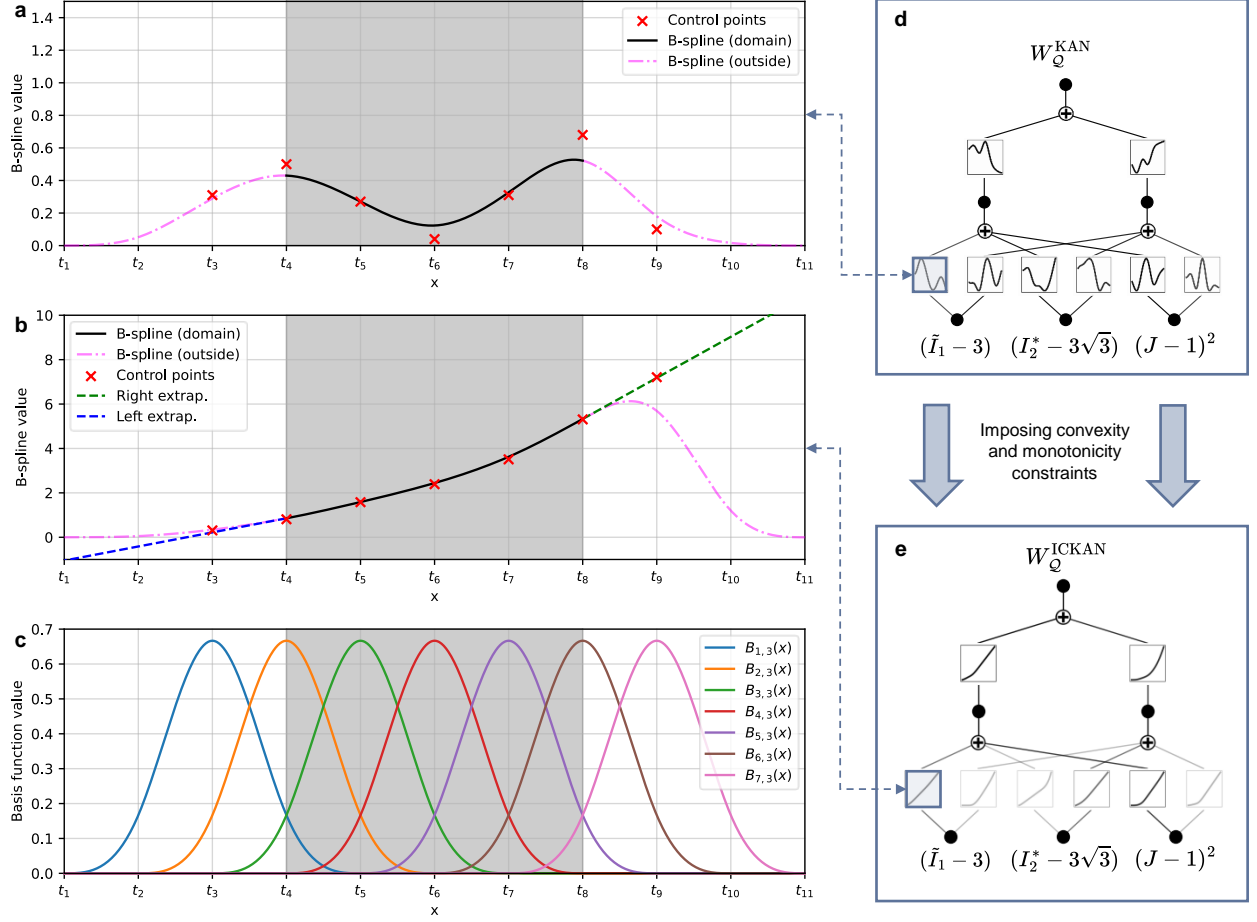 a
1.4
1.2
1.0
0.8
0.6
0.4
0.2
0.0
B-spline value
Control points
B-spline (domain)
B-spline (outside)
t1 t2 t3 t4 t5 t6 t7 t8 t9 t10 t11
x
b
10
8
6
4
2
0
B-spline value
B-spline (domain)
B-spline (outside)
Control points
Right extrap.
Left extrap.
t1 t2 t3 t4 t5 t6 t7 t8 t9 t10 t11
x
c
0.7
0.6
0.5
0.4
0.3
0.2
0.1
0.0
Basis function value
B1,3(x)
B2,3(x)
B3,3(x)
B4,3(x)
B5,3(x)
B6,3(x)
B7,3(x)
t1 t2 t3 t4 t5 t6 t7 t8 t9 t10 t11
x
d
W_𝒬^KAN
(Ĩ₁ − 3) (I₂* − 3√3) (J − 1)²
Imposing convexity
and monotonicity
constraints
e
W_𝒬^ICKAN
(Ĩ₁ − 3) (I₂* − 3√3) (J − 1)²